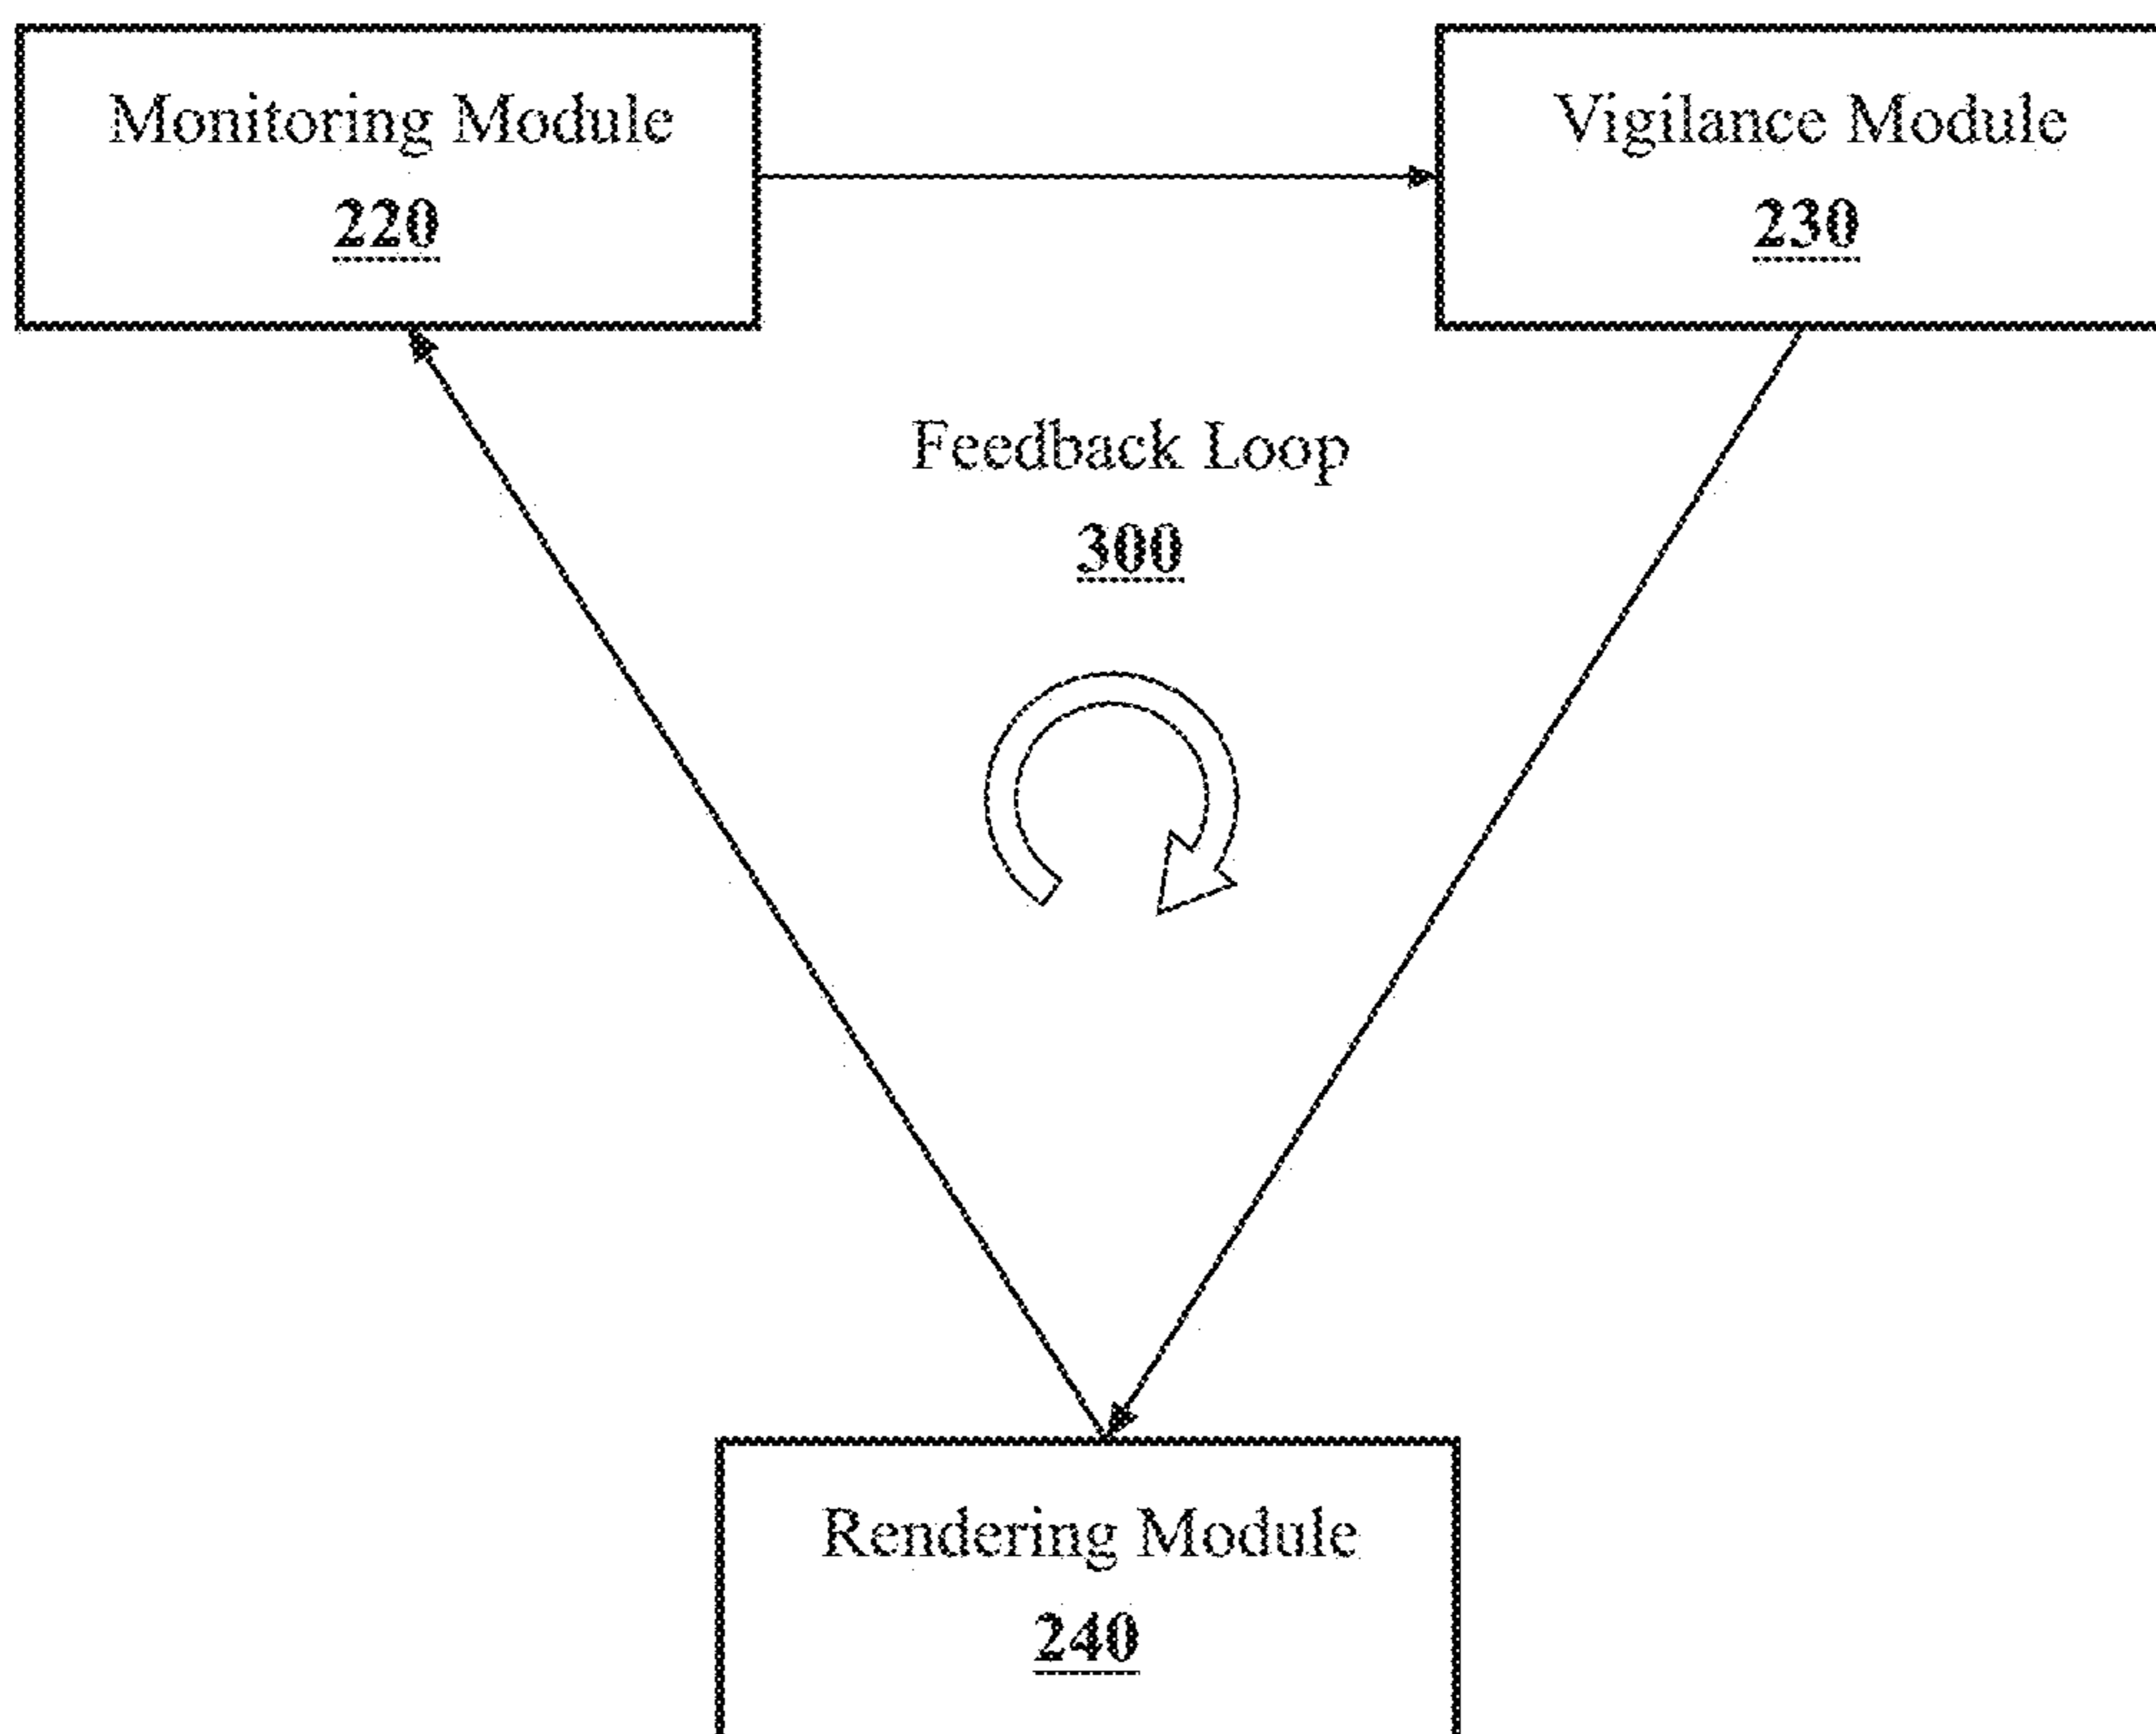 Monitoring Module
220
Vigilance Module
230
Feedback Loop
300
Rendering Module
240